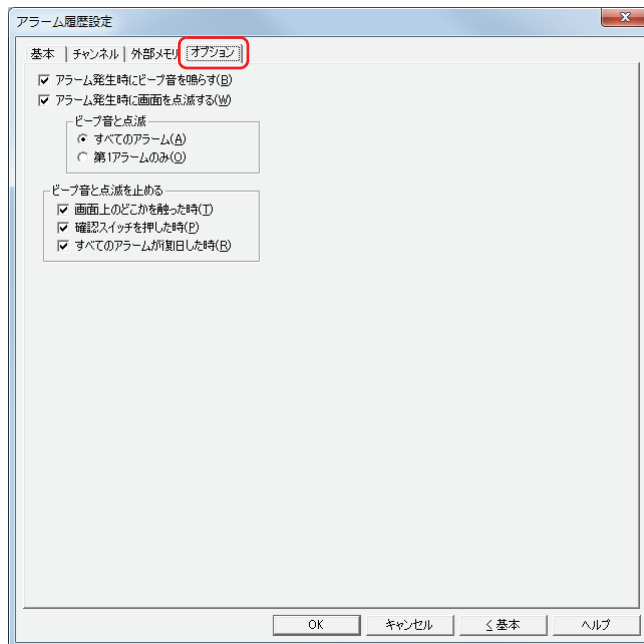 アラーム履歴設定
基本
チャンネル
外部メモリ
オプション
アラーム発生時にビープ音を鳴らす(B)
アラーム発生時に画面を点滅する(W)
ビープ音と点滅
すべてのアラーム(A)
第1アラームのみ(O)
ビープ音と点滅を止める
画面上のどこかを触った時(T)
確認スイッチを押した時(P)
すべてのアラームが復旧した時(R)
OK
キャンセル
≤基本
ヘルプ